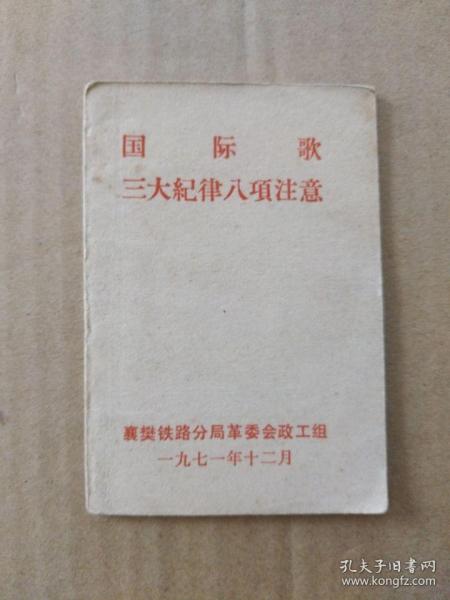 国际歌
三大紀律八項注意
襄樊铁路分局革委会政工组
一九七一年十二月
孔夫子旧书网
www.kongfz.com